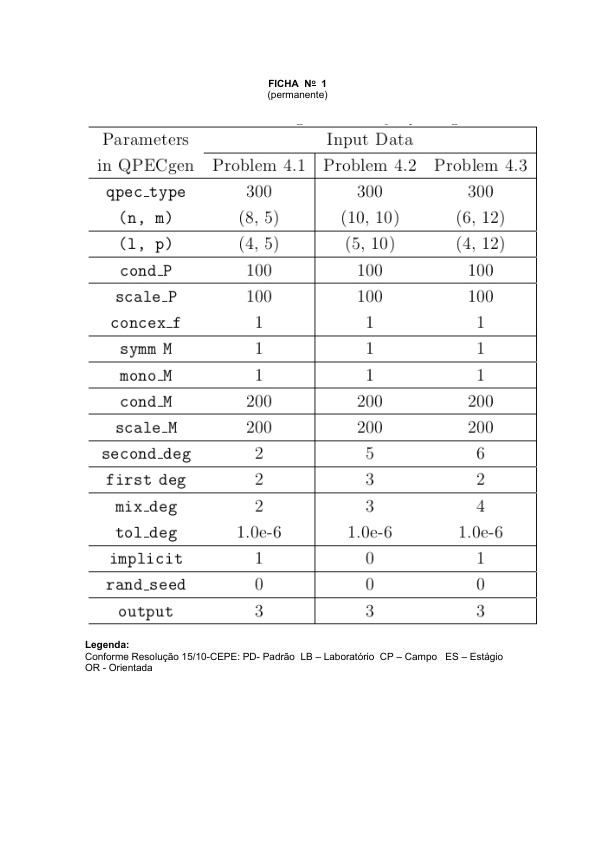 FICHA Nº 1
(permanente)
Parameters Input Data
in QPECgen Problem 4.1 Problem 4.2 Problem 4.3
qpec_type 300 300 300
(n, m) (8, 5) (10, 10) (6, 12)
(l, p) (4, 5) (5, 10) (4, 12)
cond_P 100 100 100
scale_P 100 100 100
concex_f 1 1 1
symm M 1 1 1
mono_M 1 1 1
cond_M 200 200 200
scale_M 200 200 200
second_deg 2 5 6
first deg 2 3 2
mix_deg 2 3 4
tol_deg 1.0e-6 1.0e-6 1.0e-6
implicit 1 0 1
rand_seed 0 0 0
output 3 3 3
Legenda:
Conforme Resolução 15/10-CEPE: PD- Padrão LB – Laboratório CP – Campo ES – Estágio
OR - Orientada